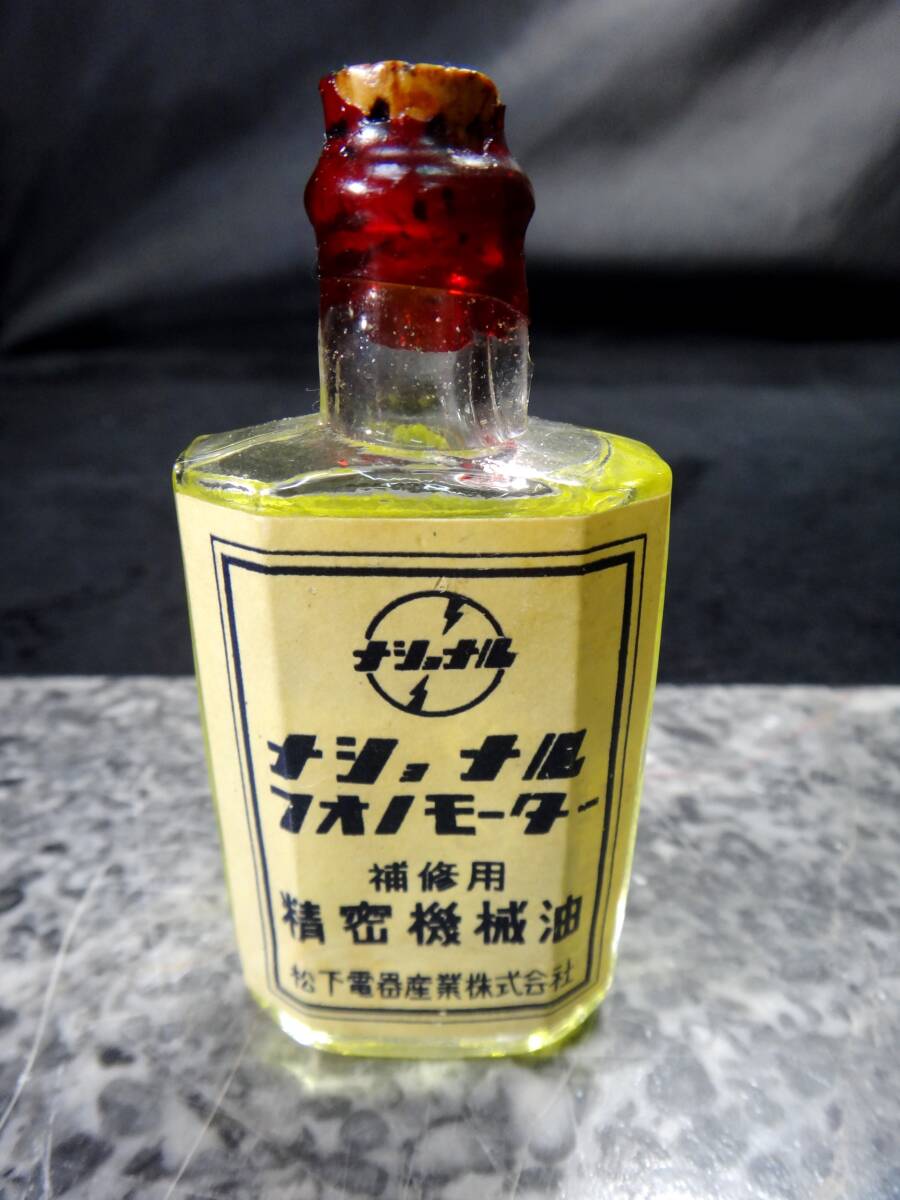 ナショナル
ナショナル
フオノモーター
補修用
精密機械油
松下電器産業株式会社